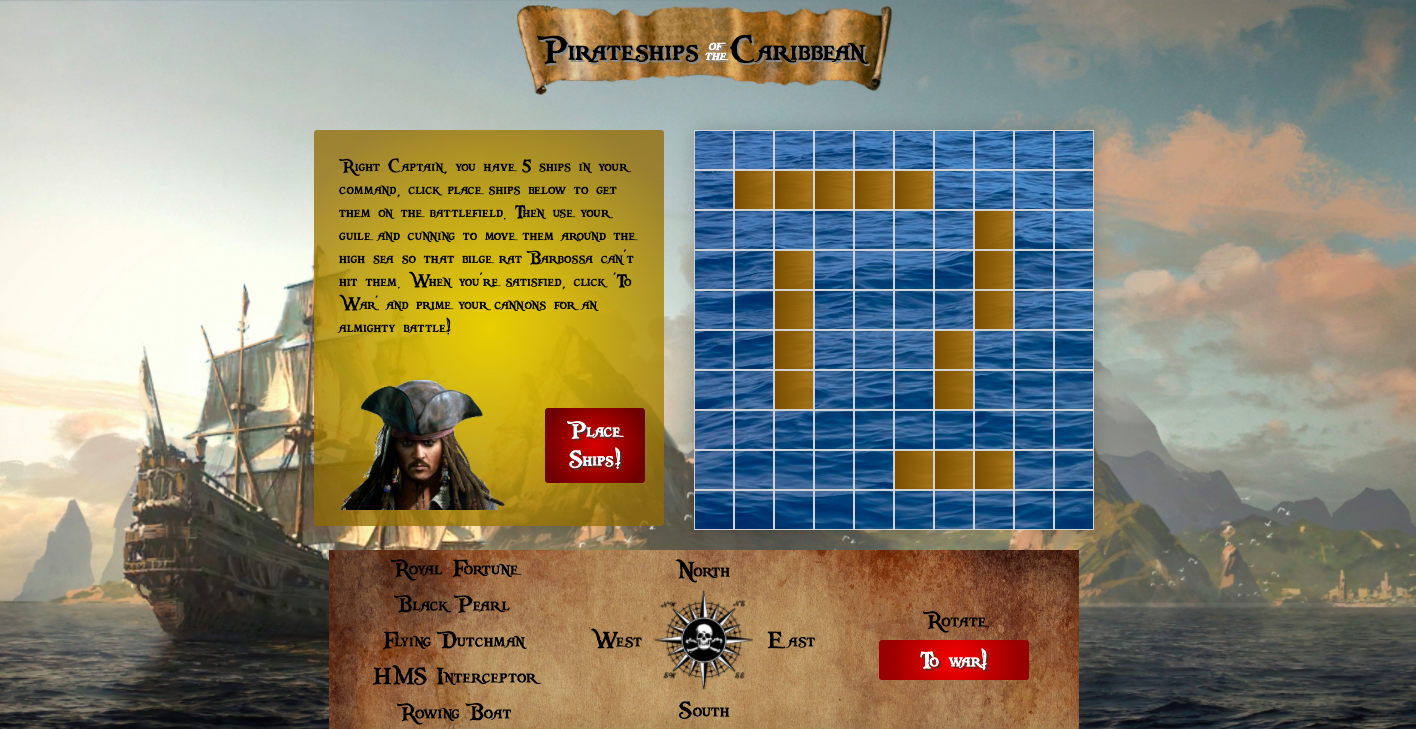 Pirateships of the Caribbean
Right Captain, you have 5 ships in your
command, click place ships below to get
them on the battlefield. Then use your
guile and cunning to move them around the
high sea so that bilge rat Barbossa can't
hit them. When you're satisfied, click 'To
War' and prime your cannons for an
almighty battle!
Place
Ships!
Royal Fortune
Black Pearl
Flying Dutchman
HMS Interceptor
Rowing Boat
North
West
East
South
Rotate
To war!